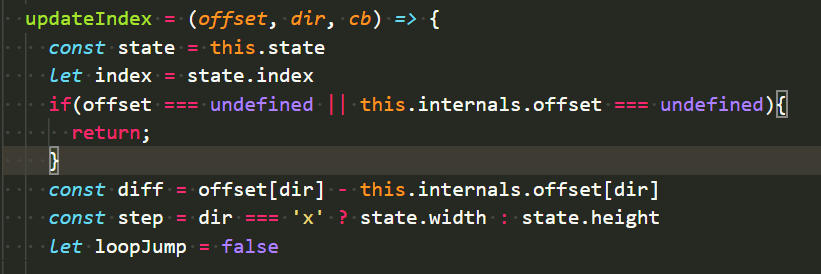 updateIndex = (offset, dir, cb) => {
const state = this.state
let index = state.index
if(offset === undefined || this.internals.offset === undefined){
return;
}
const diff = offset[dir] - this.internals.offset[dir]
const step = dir === 'x' ? state.width : state.height
let loopJump = false